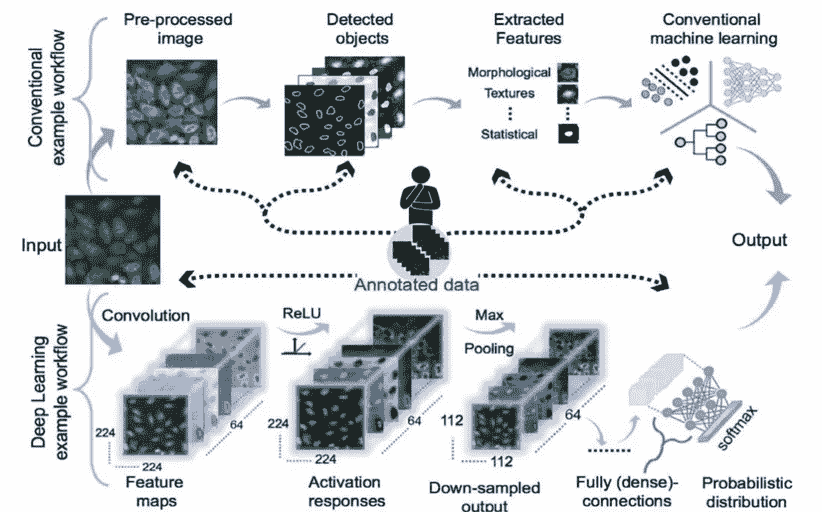 Pre-processed
image
Detected
objects
Extracted
Features
Conventional
machine learning
Conventional
example workflow
Morphological
Textures
Statistical
Input
Output
Annotated data
Deep Learning
example workflow
Convolution
ReLU
Max
Pooling
224
224
64
224
224
64
112
112
64
softmax
Feature
maps
Activation
responses
Down-sampled
output
Fully (dense)-
connections
Probabilistic
distribution